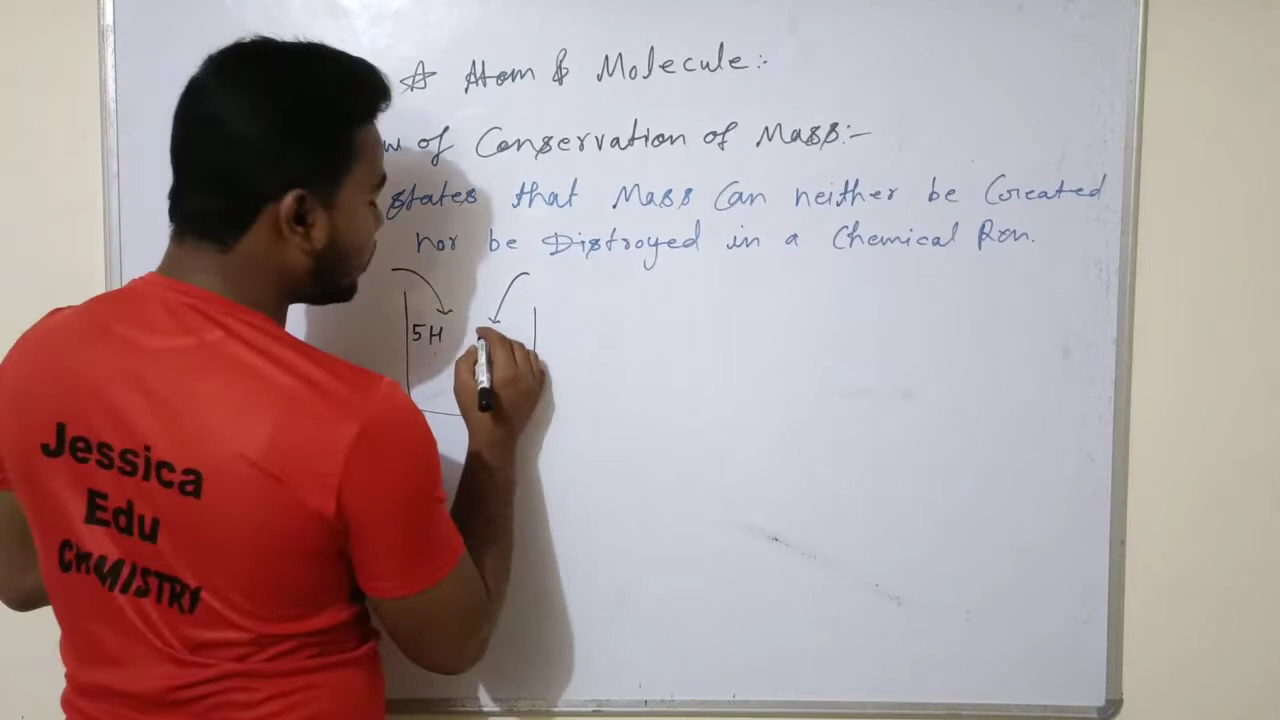 ☆ Atom & Molecule:-
w of Conservation of Mass:-
states that Mass Can neither be Created
nor be Distroyed in a Chemical Rxn.
5H
Jessica
Edu
CHMISTRY